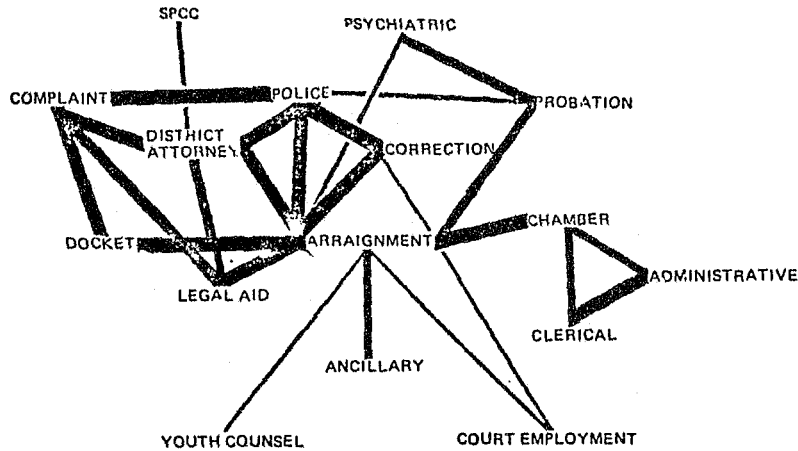 SPCC
PSYCHIATRIC
COMPLAINT
POLICE
PROBATION
DISTRICT
ATTORNEY
CORRECTION
DOCKET
ARRAIGNMENT
CHAMBER
ADMINISTRATIVE
LEGAL AID
CLERICAL
ANCILLARY
YOUTH COUNSEL
COURT EMPLOYMENT